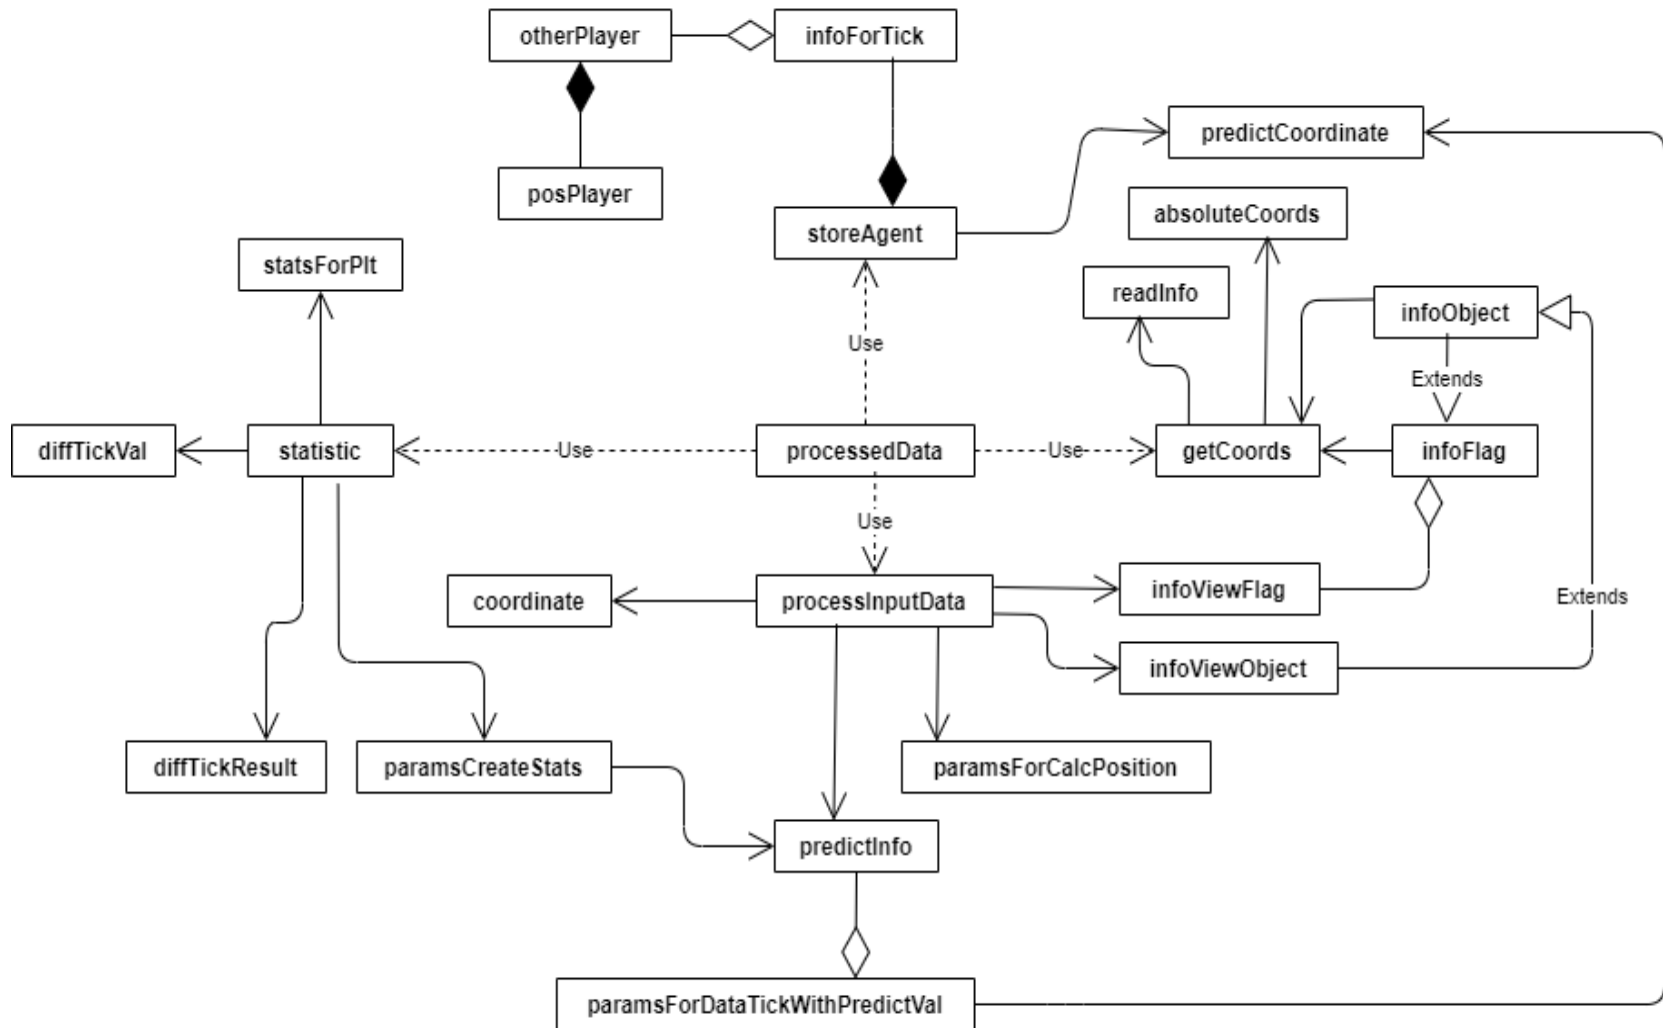 otherPlayer
infoForTick
predictCoordinate
posPlayer
absoluteCoords
storeAgent
statsForPlt
readInfo
infoObject
Use
Extends
diffTickVal
statistic
Use
processedData
Use
getCoords
infoFlag
Use
coordinate
processInputData
infoViewFlag
Extends
infoViewObject
diffTickResult
paramsCreateStats
paramsForCalcPosition
predictInfo
paramsForDataTickWithPredictVal